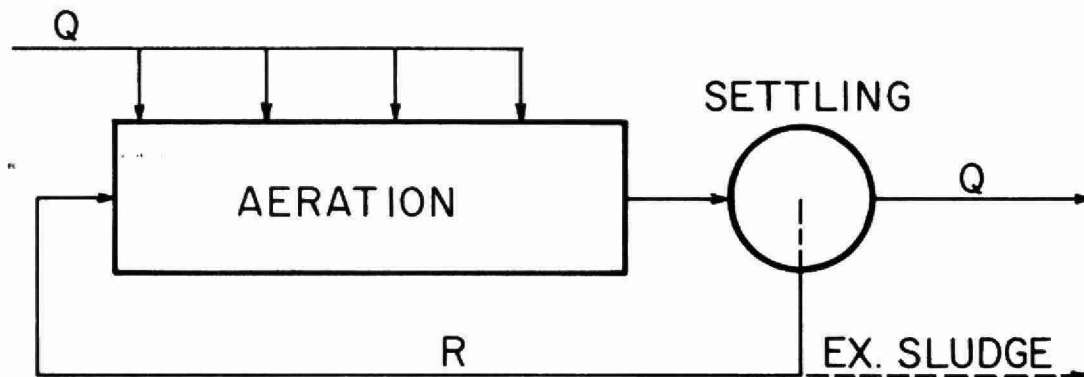 Q
SETTLING
AERATION
Q
R
EX. SLUDGE